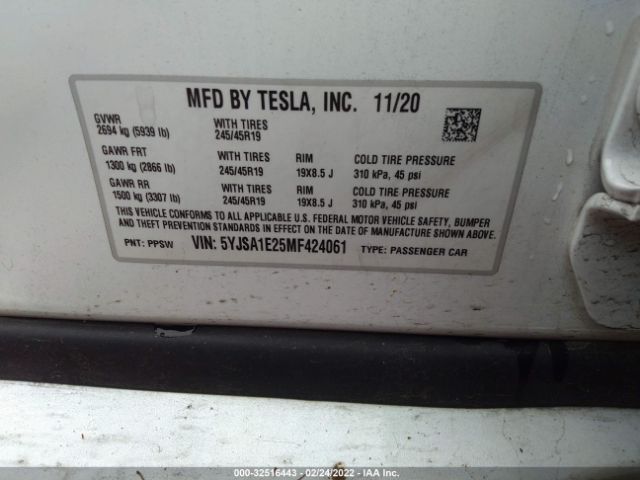 MFD BY TESLA, INC. 11/20
GVWR
2694 kg (5939 lb)
WITH TIRES
245/45R19
GAWR FRT
1300 kg (2866 lb)
WITH TIRES
245/45R19
RIM
19X8.5 J
COLD TIRE PRESSURE
310 kPa, 45 psi
GAWR RR
1500 kg (3307 lb)
WITH TIRES
245/45R19
RIM
19X8.5 J
COLD TIRE PRESSURE
310 kPa, 45 psi
THIS VEHICLE CONFORMS TO ALL APPLICABLE U.S. FEDERAL MOTOR VEHICLE SAFETY, BUMPER
AND THEFT PREVENTION STANDARDS IN EFFECT ON THE DATE OF MANUFACTURE SHOWN ABOVE.
PNT: PPSW VIN: 5YJSA1E25MF424061 TYPE: PASSENGER CAR
000-32516443 - 02/24/2022 - IAA Inc.